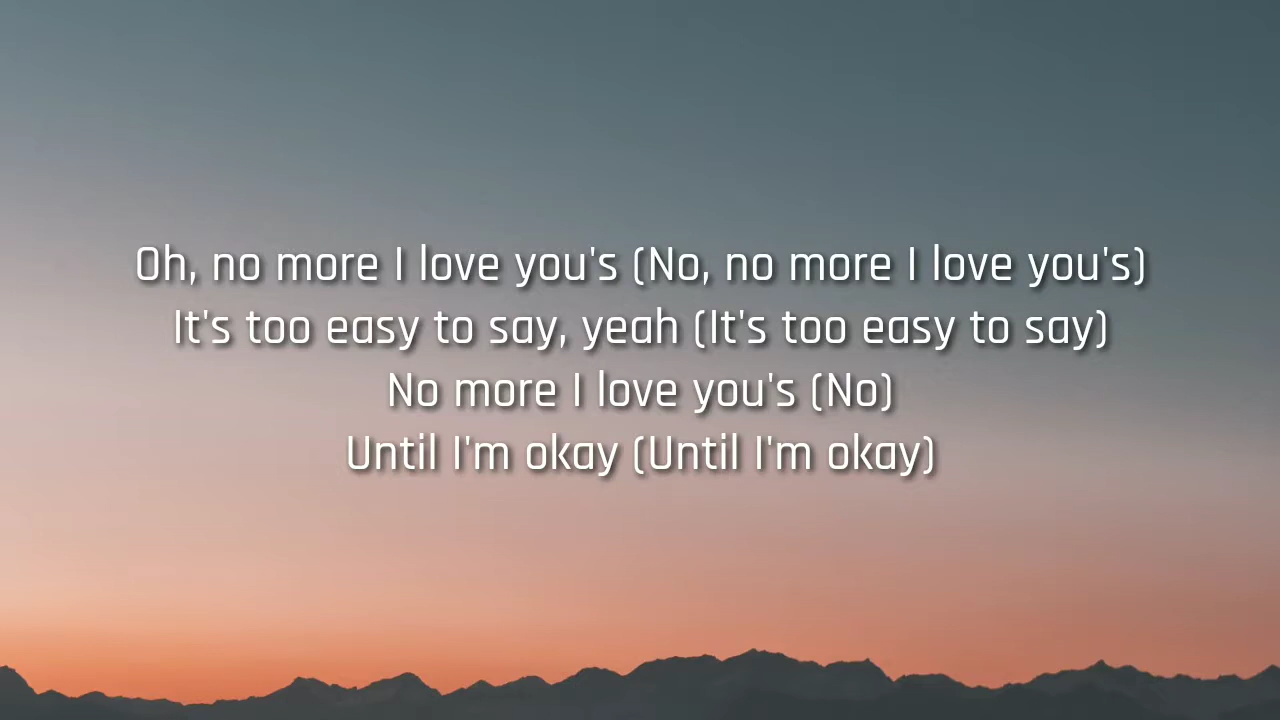 Oh, no more I love you's (No, no more I love you's)
It's too easy to say, yeah (It's too easy to say)
No more I love you's (No)
Until I'm okay (Until I'm okay)